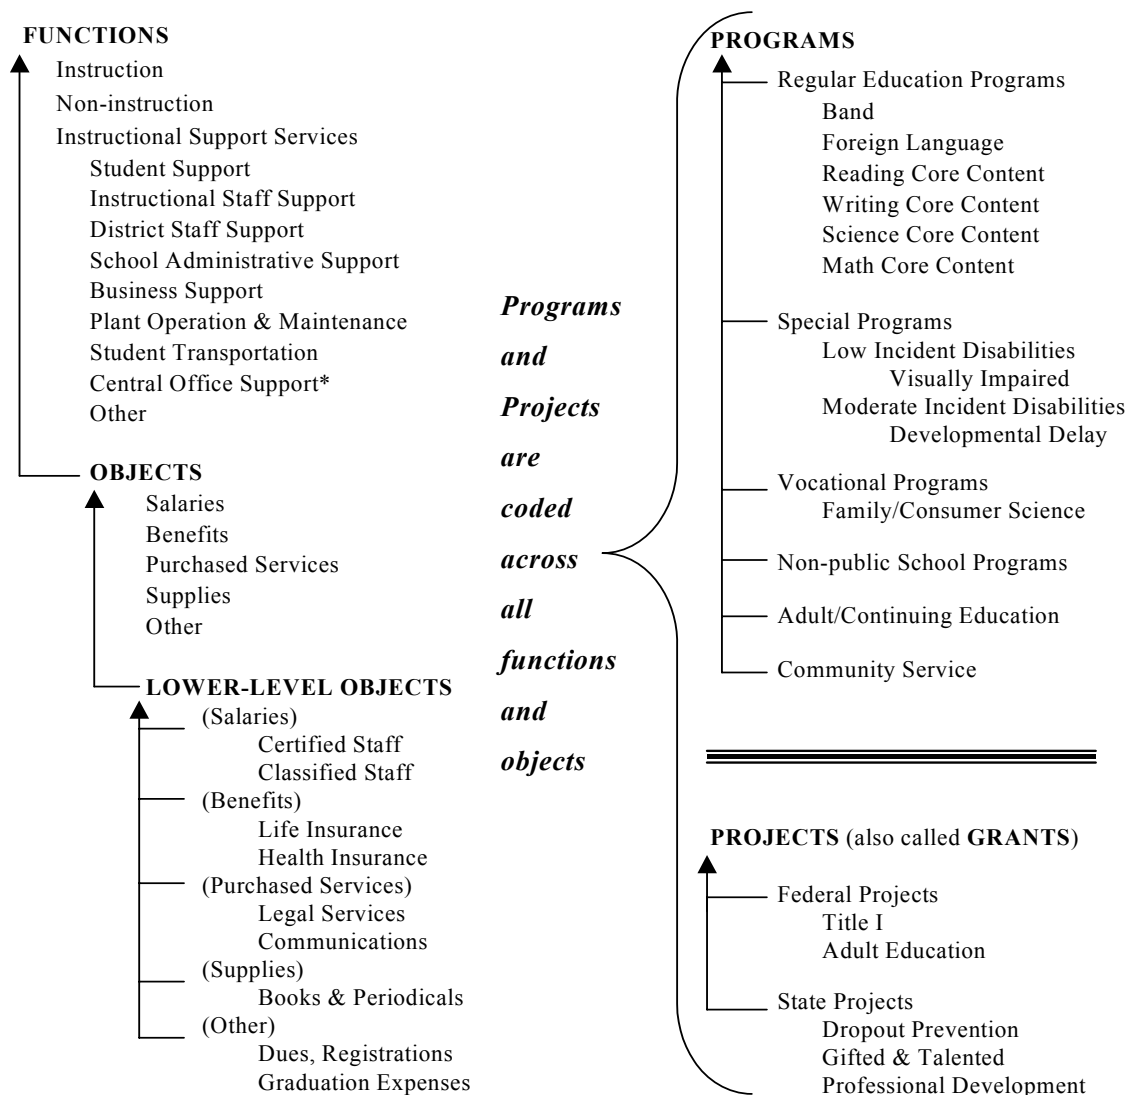 FUNCTIONS
Instruction
Non-instruction
Instructional Support Services
Student Support
Instructional Staff Support
District Staff Support
School Administrative Support
Business Support
Plant Operation & Maintenance
Student Transportation
Central Office Support*
Other
OBJECTS
Salaries
Benefits
Purchased Services
Supplies
Other
LOWER-LEVEL OBJECTS
(Salaries)
Certified Staff
Classified Staff
(Benefits)
Life Insurance
Health Insurance
(Purchased Services)
Legal Services
Communications
(Supplies)
Books & Periodicals
(Other)
Dues, Registrations
Graduation Expenses
Programs
and
Projects
are
coded
across
all
functions
and
objects
PROGRAMS
Regular Education Programs
Band
Foreign Language
Reading Core Content
Writing Core Content
Science Core Content
Math Core Content
Special Programs
Low Incident Disabilities
Visually Impaired
Moderate Incident Disabilities
Developmental Delay
Vocational Programs
Family/Consumer Science
Non-public School Programs
Adult/Continuing Education
Community Service
PROJECTS (also called GRANTS)
Federal Projects
Title I
Adult Education
State Projects
Dropout Prevention
Gifted & Talented
Professional Development